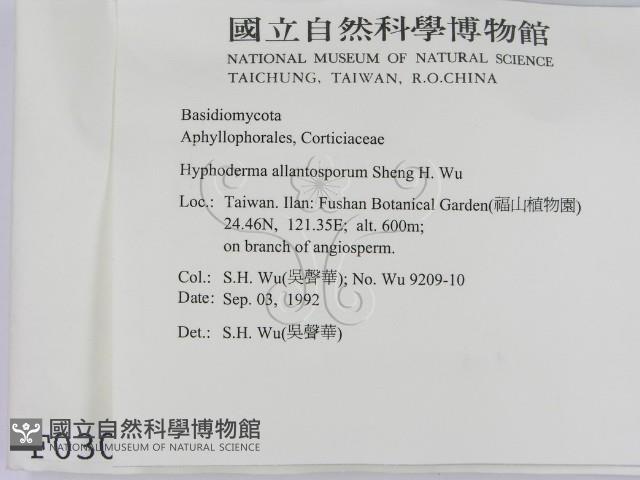 國立自然科學博物館
NATIONAL MUSEUM OF NATURAL SCIENCE
TAICHUNG, TAIWAN, R.O.CHINA
Basidiomycota
Aphyllophorales, Corticiaceae
Hyphoderma allantosporum Sheng H. Wu
Loc.: Taiwan. Ilan: Fushan Botanical Garden(福山植物園)
24.46N, 121.35E; alt. 600m;
on branch of angiosperm.
Col.: S.H. Wu(吳聲華); No. Wu 9209-10
Date: Sep. 03, 1992
Det.: S.H. Wu(吳聲華)
國立自然科學博物館
NATIONAL MUSEUM OF NATURAL SCIENCE